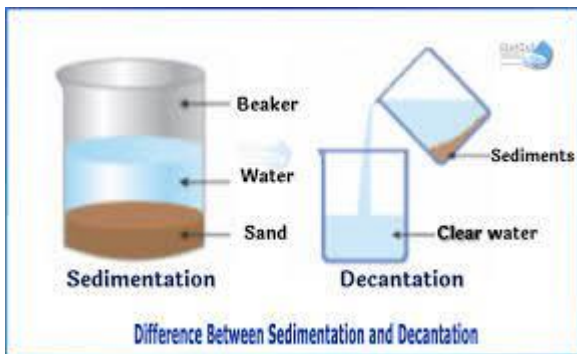 Beaker
Water
Sand
Sedimentation
Sediments
Clear water
Decantation
Difference Between Sedimentation and Decantation